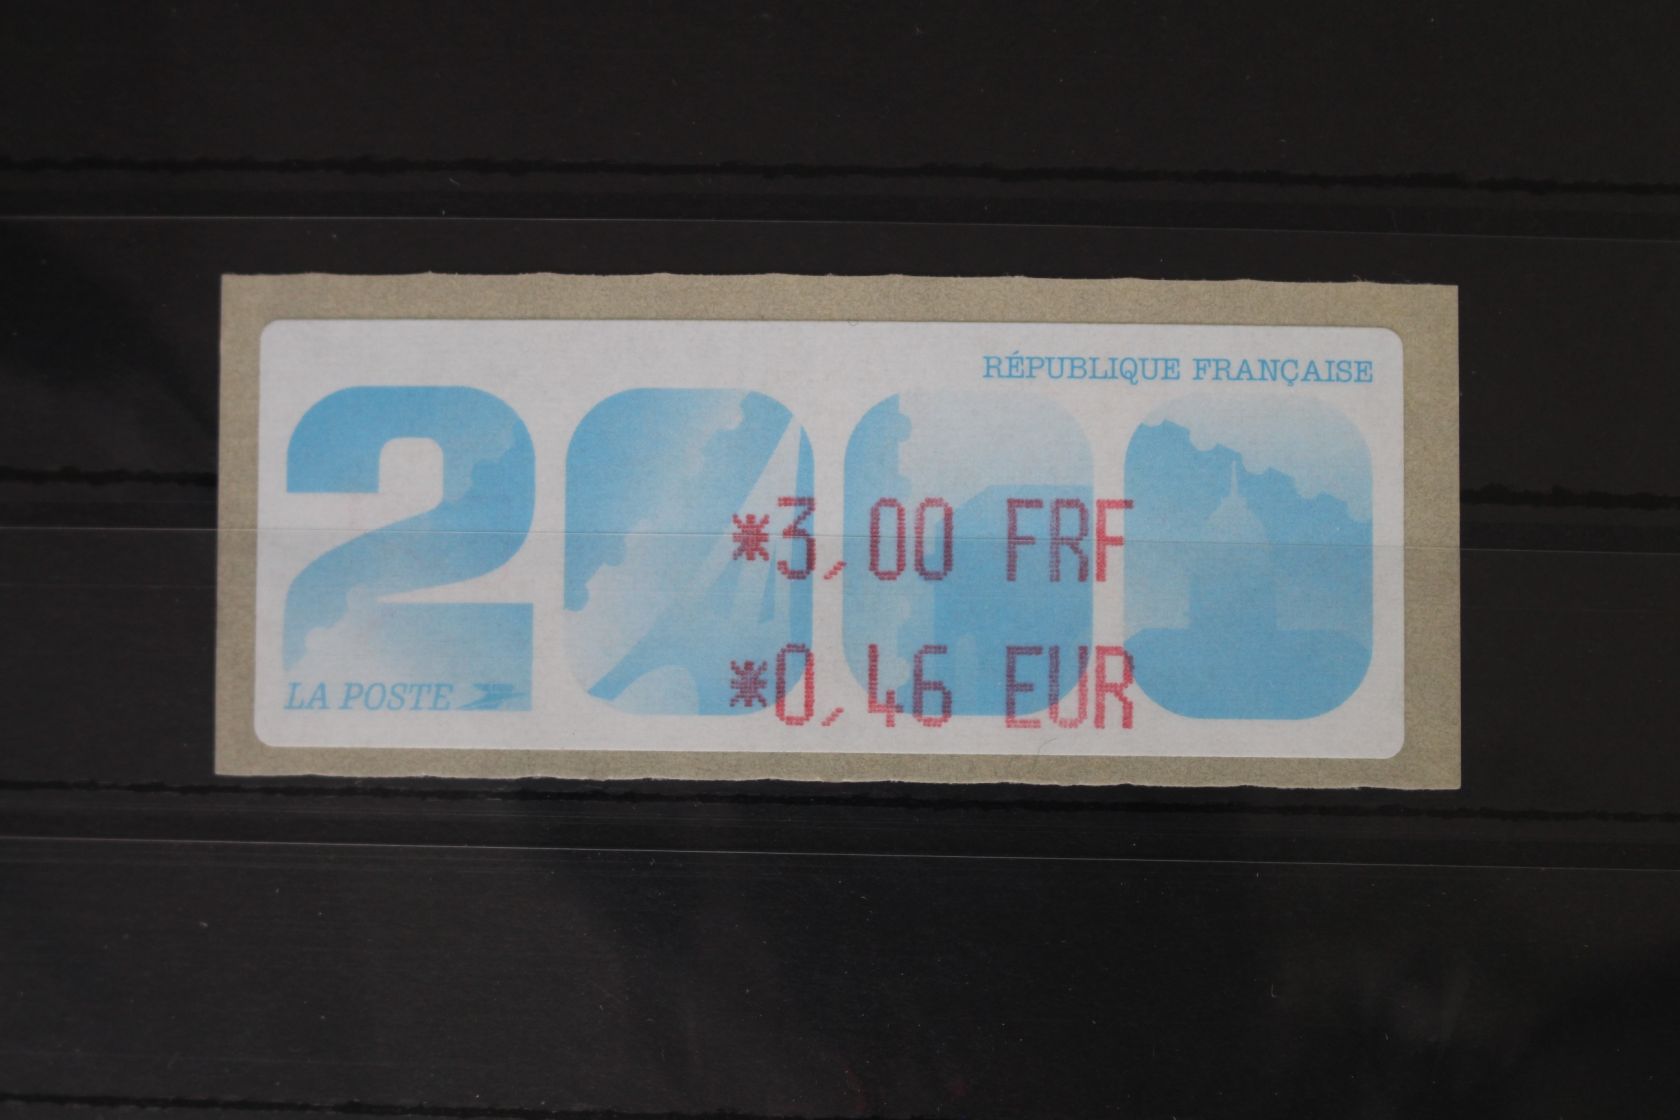 RÉPUBLIQUE FRANÇAISE
2000
*3,00 FRF
*0,46 EUR
LA POSTE